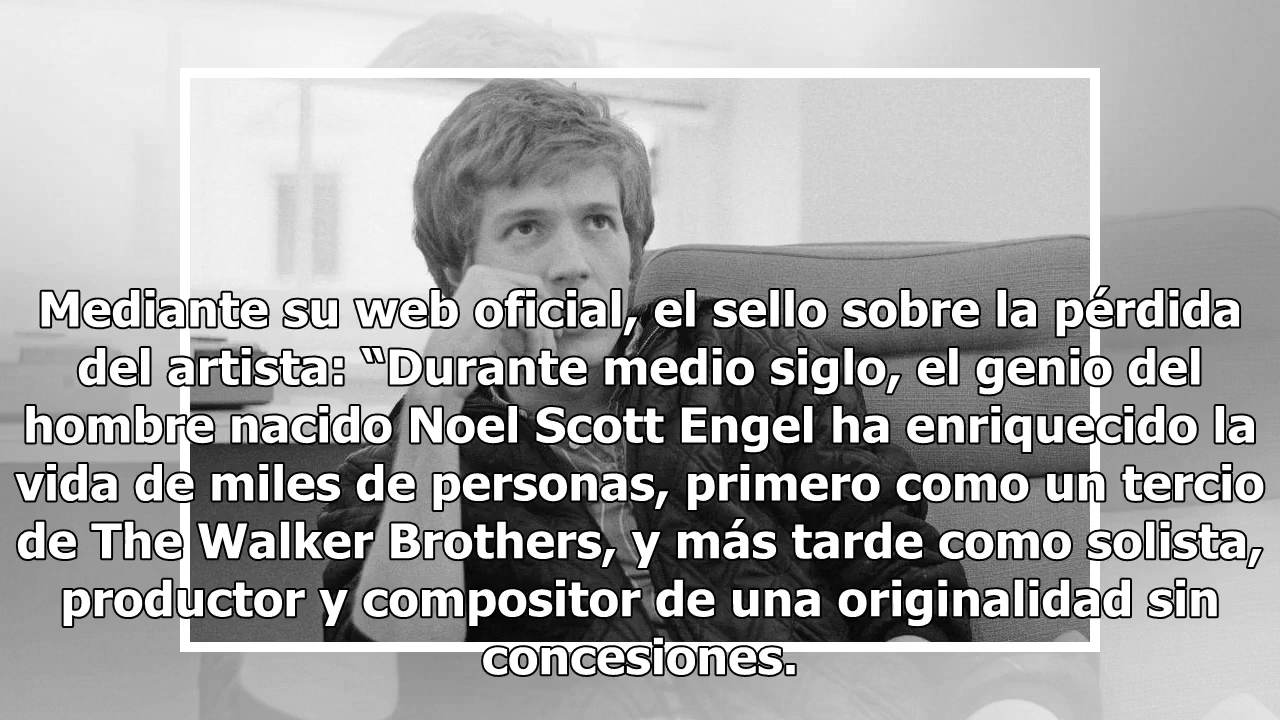 Mediante su web oficial, el sello sobre la pérdida
del artista: “Durante medio siglo, el genio del
hombre nacido Noel Scott Engel ha enriquecido la
vida de miles de personas, primero como un tercio
de The Walker Brothers, y más tarde como solista,
productor y compositor de una originalidad sin
concesiones.